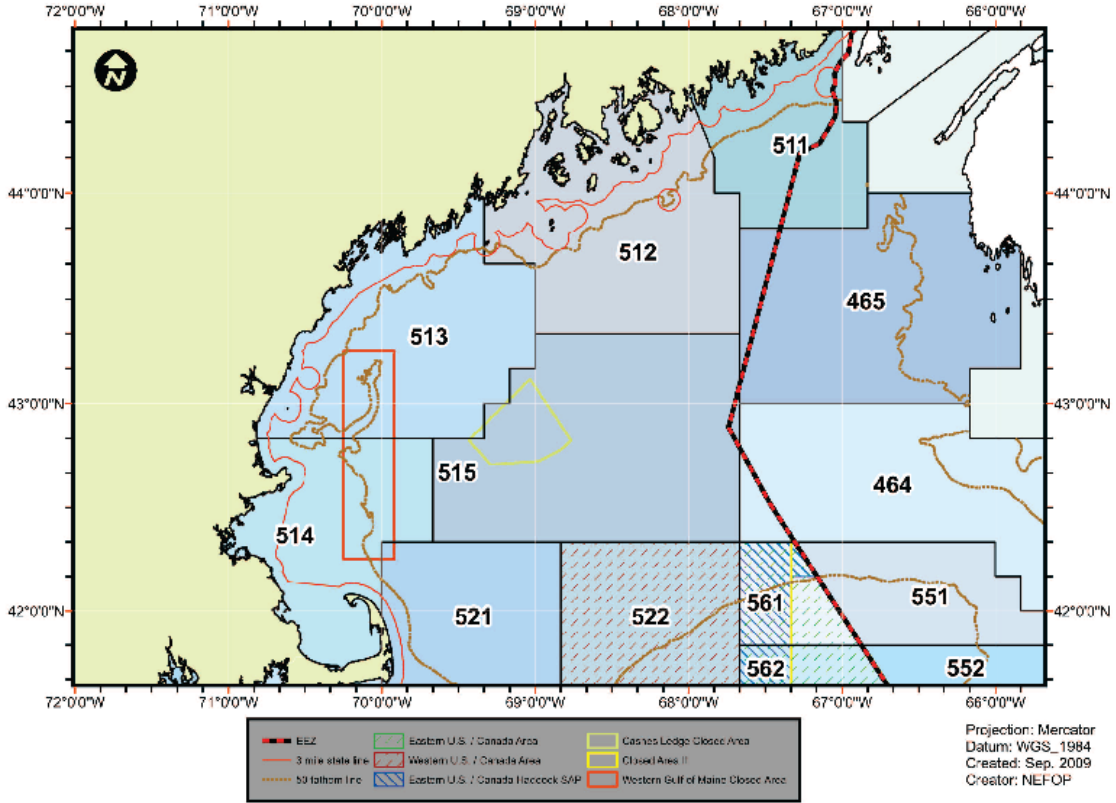 72°0'0"W 71°0'0"W 70°0'0"W 69°0'0"W 68°0'0"W 67°0'0"W 66°0'0"W
N
511
44°0'0"N 44°0'0"N
512
465
513
43°0'0"N 43°0'0"N
515
464
514
42°0'0"N 42°0'0"N
521 522 561 551
562 552
72°0'0"W 71°0'0"W 70°0'0"W 69°0'0"W 68°0'0"W 67°0'0"W 66°0'0"W
EEZ Eastern U.S. / Canada Area Cashes Ledge Closed Area
3 mile state line Western U.S. / Canada Area Closed Area II
50 fathom line Eastern U.S. / Canada Haddock SAP Western Gulf of Maine Closed Area
Projection: Mercator
Datum: WGS_1984
Created: Sep. 2009
Creator: NEFOP